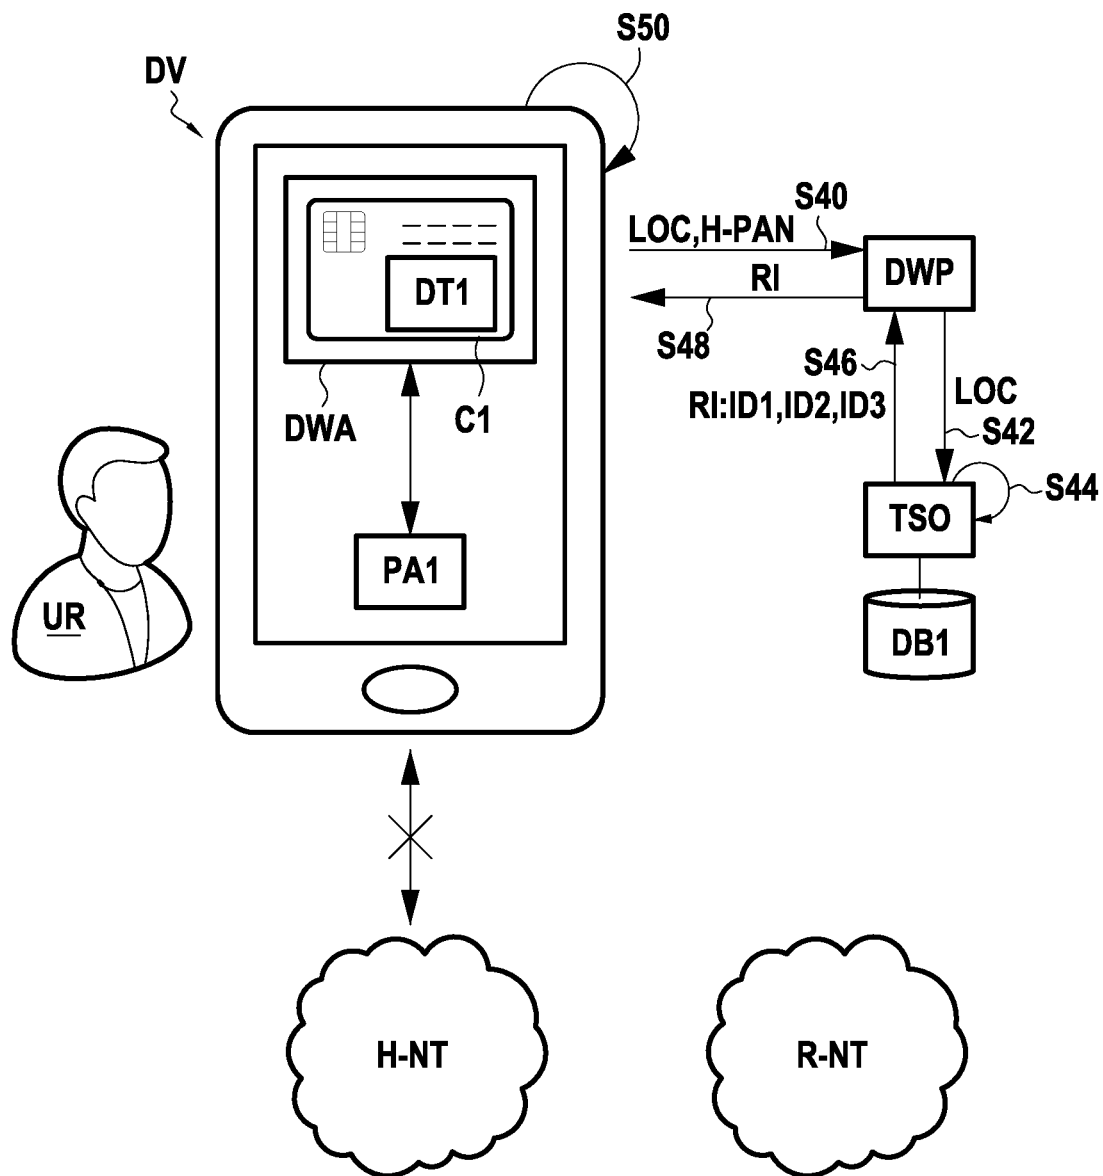 S50
DV
S40
LOC,H-PAN
DWP
RI
DT1
S48
S46
LOC
RI:ID1,ID2,ID3
S42
DWA
C1
S44
TSO
PA1
UR
DB1
H-NT
R-NT